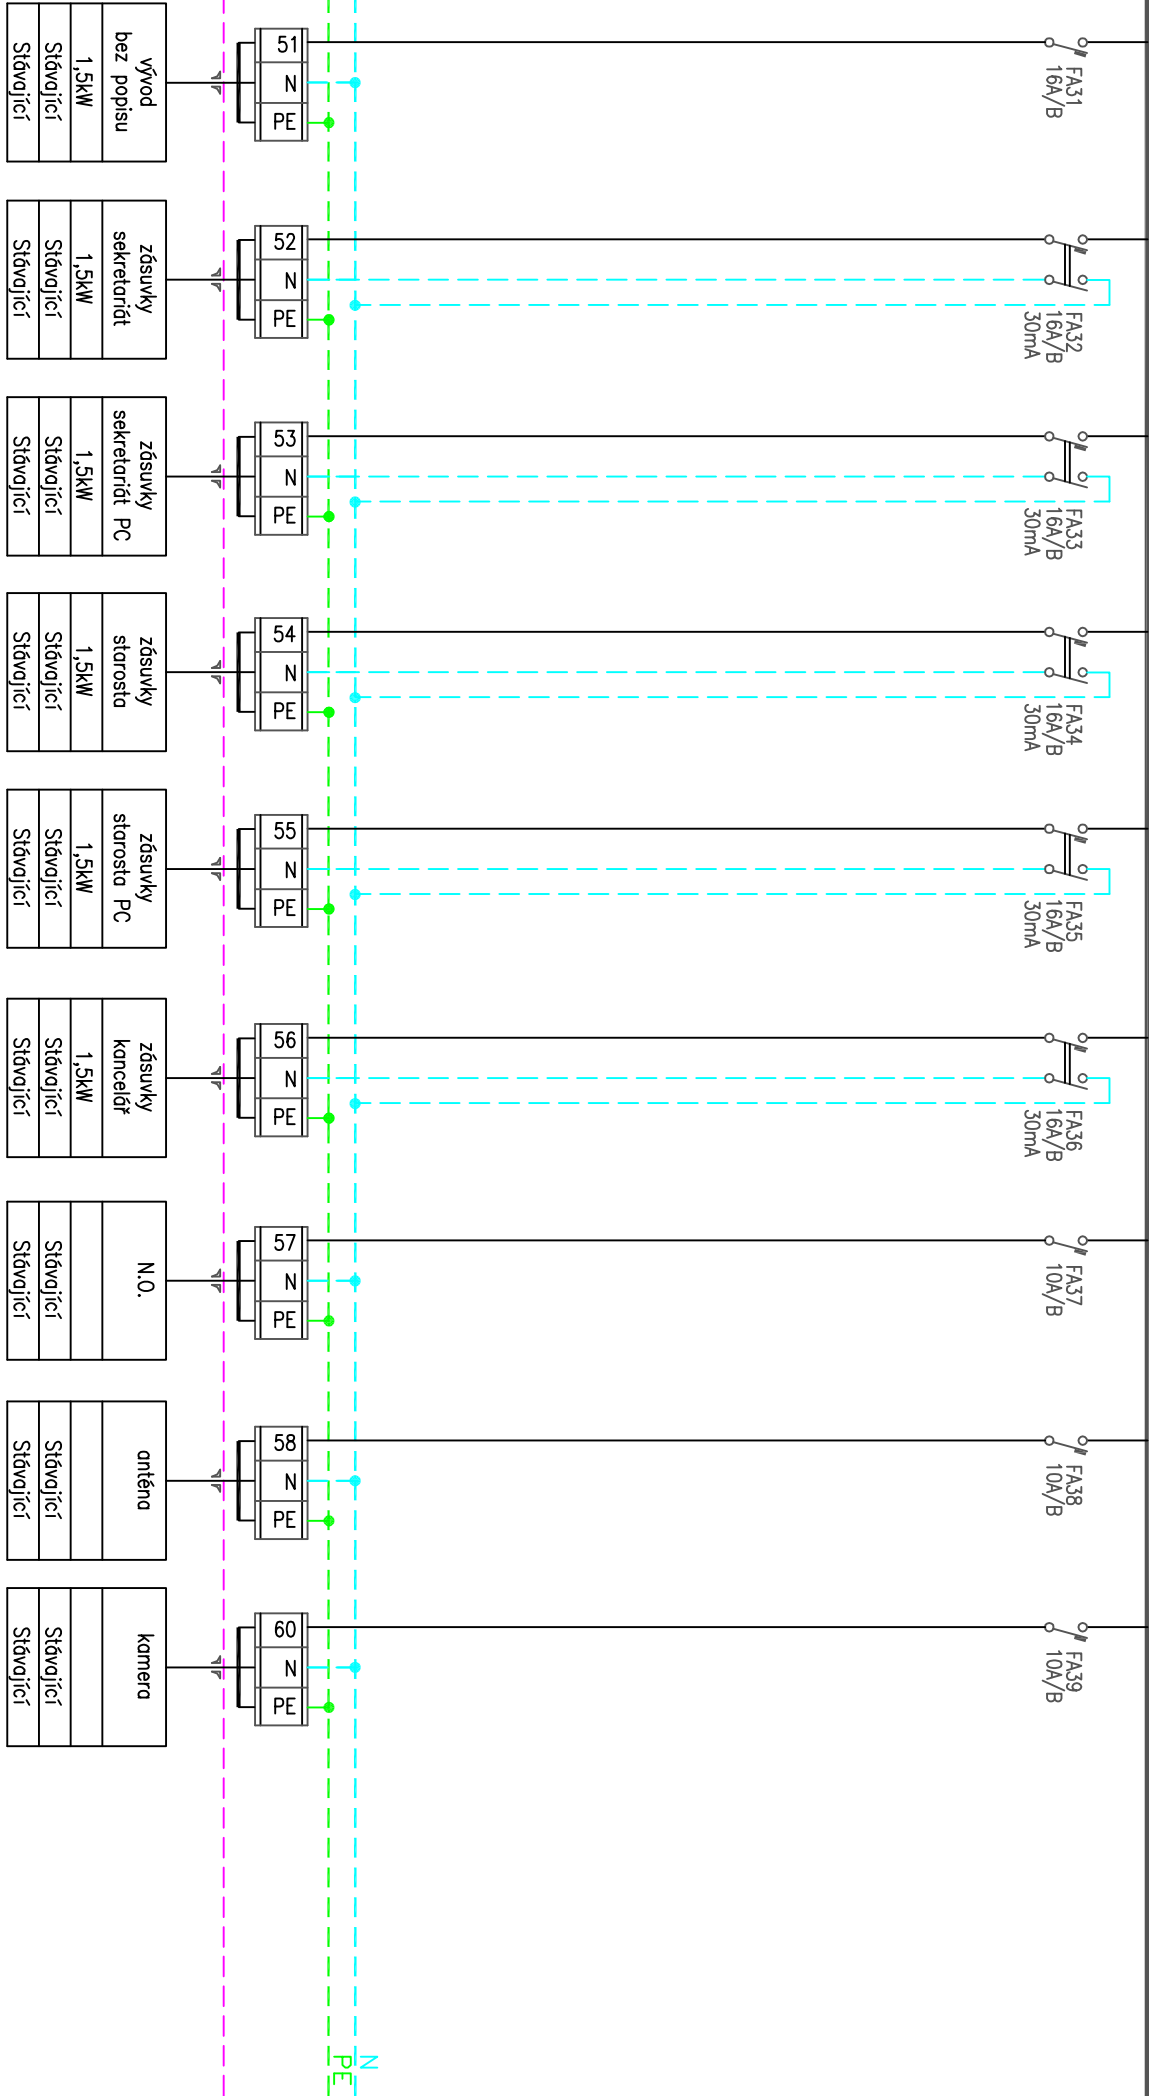 FA31
16A/B
51
N
PE
vývod
bez popisu
1,5kW
Stávající
Stávající
FA32
16A/B
30mA
52
N
PE
zásuvky
sekretariát
1,5kW
Stávající
Stávající
FA33
16A/B
30mA
53
N
PE
zásuvky
sekretariát PC
1,5kW
Stávající
Stávající
FA34
16A/B
30mA
54
N
PE
zásuvky
starosta
1,5kW
Stávající
Stávající
FA35
16A/B
30mA
55
N
PE
zásuvky
starosta PC
1,5kW
Stávající
Stávající
FA36
16A/B
30mA
56
N
PE
zásuvky
kancelář
1,5kW
Stávající
Stávající
FA37
10A/B
57
N
PE
N.O.
Stávající
Stávající
FA38
10A/B
58
N
PE
anténa
Stávající
Stávající
FA39
10A/B
60
N
PE
kamera
Stávající
Stávající
N
PE